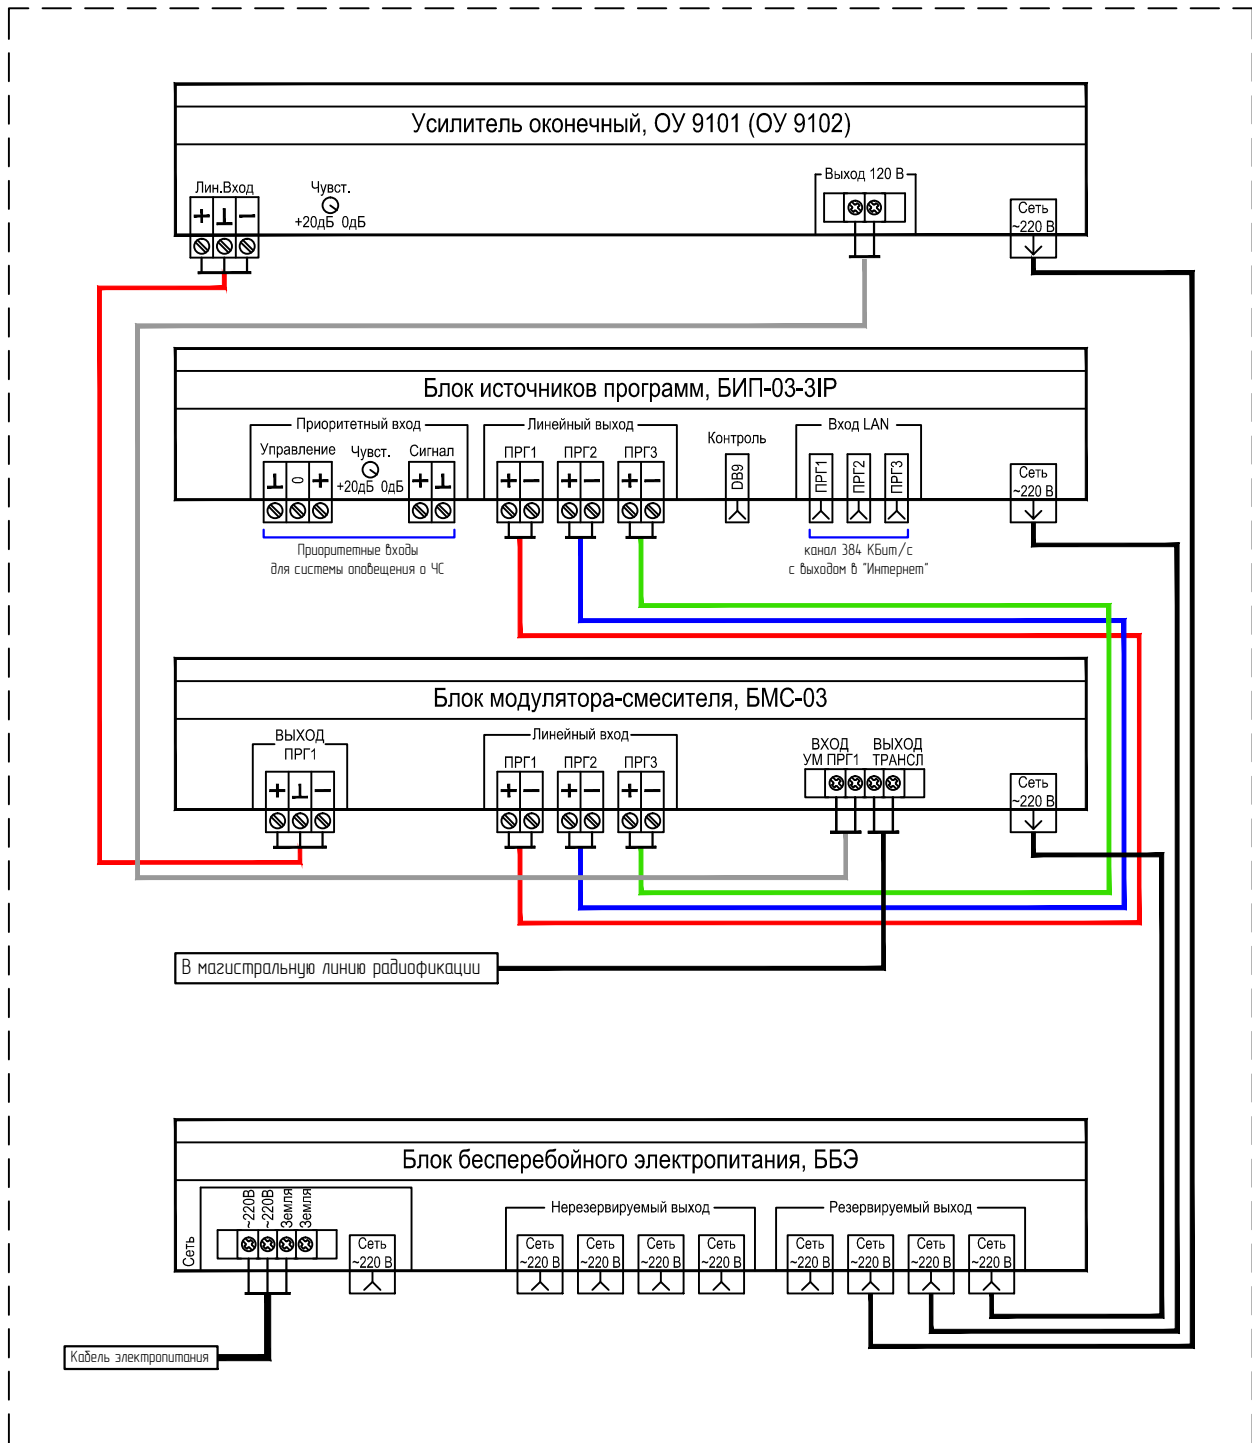 Усилитель оконечный, ОУ 9101 (ОУ 9102)
Лин.Вход
+ ⊥ −
Чувст.
+20дБ 0дБ
Выход 120 В
Сеть
~220 В
Блок источников программ, БИП-03-3IP
Приоритетный вход
Управление
⊥ 0 +
Чувст.
+20дБ 0дБ
Сигнал
+ ⊥
Линейный выход
ПРГ1 ПРГ2 ПРГ3
+ − + − + −
Контроль
DB9
Вход LAN
ПРГ1 ПРГ2 ПРГ3
Сеть
~220 В
Приоритетные входы
для системы оповещения о ЧС
канал 384 КБит/с
с выходом в "Интернет"
Блок модулятора-смесителя, БМС-03
ВЫХОД
ПРГ1
+ ⊥ −
Линейный вход
ПРГ1 ПРГ2 ПРГ3
+ − + − + −
ВХОД
УМ ПРГ1
ВЫХОД
ТРАНСЛ
Сеть
~220 В
В магистральную линию радиофикации
Блок бесперебойного электропитания, ББЭ
Сеть
~220В
~220В
Земля
Земля
Сеть
~220 В
Нерезервируемый выход
Сеть Сеть Сеть Сеть
~220 В ~220 В ~220 В ~220 В
Резервируемый выход
Сеть Сеть Сеть Сеть
~220 В ~220 В ~220 В ~220 В
Кабель электропитания